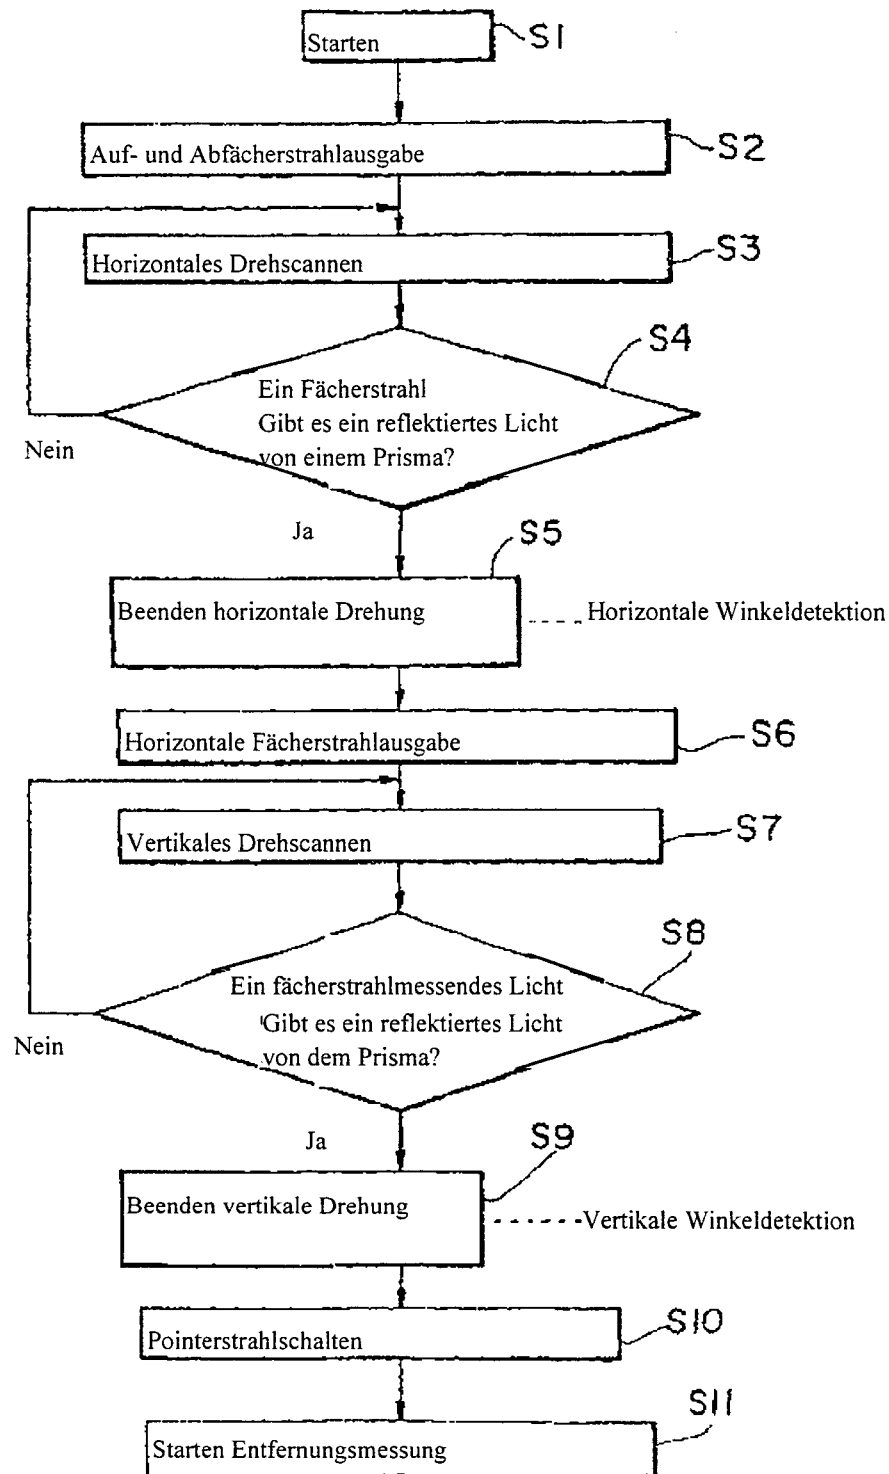 Starten
S1
Auf- und Abfächerstrahlausgabe
S2
Horizontales Drehscannen
S3
S4
Ein Fächerstrahl
Gibt es ein reflektiertes Licht
von einem Prisma?
Nein
Ja
S5
Beenden horizontale Drehung
Horizontale Winkeldetektion
Horizontale Fächerstrahlausgabe
S6
Vertikales Drehscannen
S7
S8
Ein fächerstrahlmessendes Licht
Gibt es ein reflektiertes Licht
von dem Prisma?
Nein
Ja
S9
Beenden vertikale Drehung
Vertikale Winkeldetektion
Pointerstrahlschalten
S10
S11
Starten Entfernungsmessung